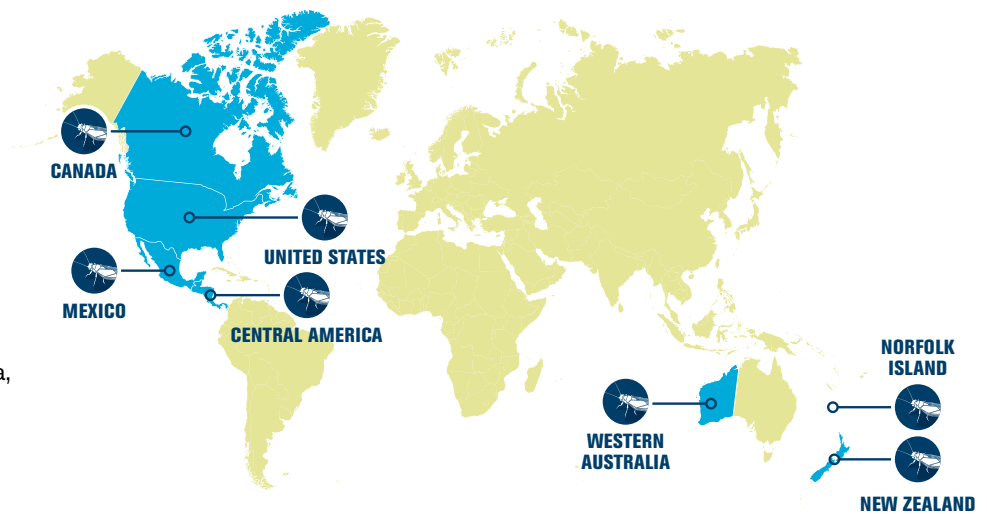 CANADA
UNITED STATES
MEXICO
CENTRAL AMERICA
a,
NORFOLK
ISLAND
WESTERN
AUSTRALIA
NEW ZEALAND